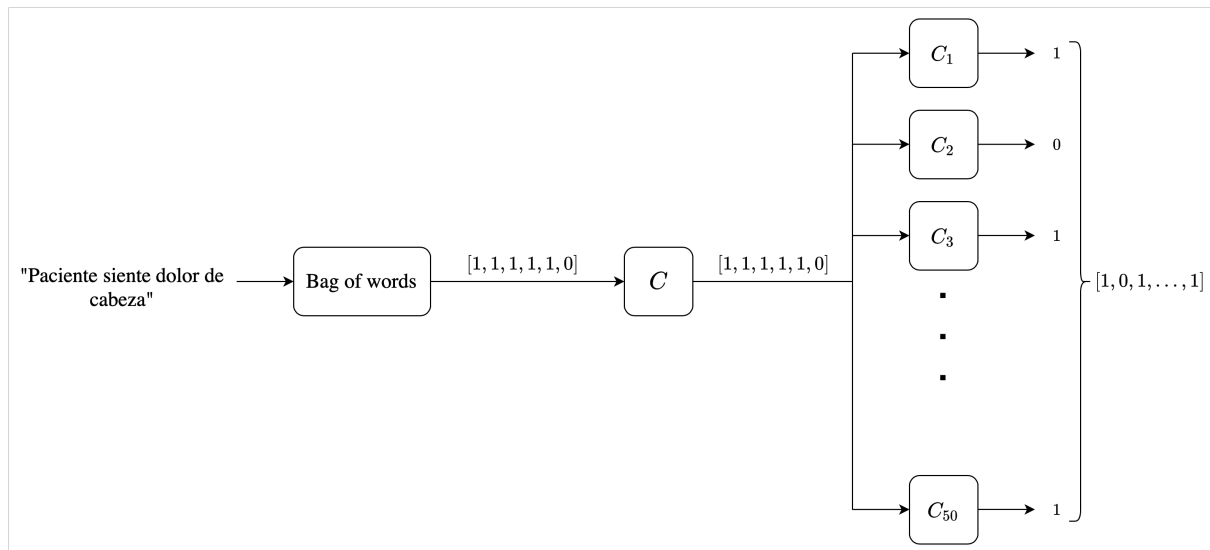 "Paciente siente dolor de
cabeza"
Bag of words
[1, 1, 1, 1, 1, 0]
C
[1, 1, 1, 1, 1, 0]
C₁
1
C₂
0
C₃
1
C₅₀
1
[1, 0, 1, . . . , 1]